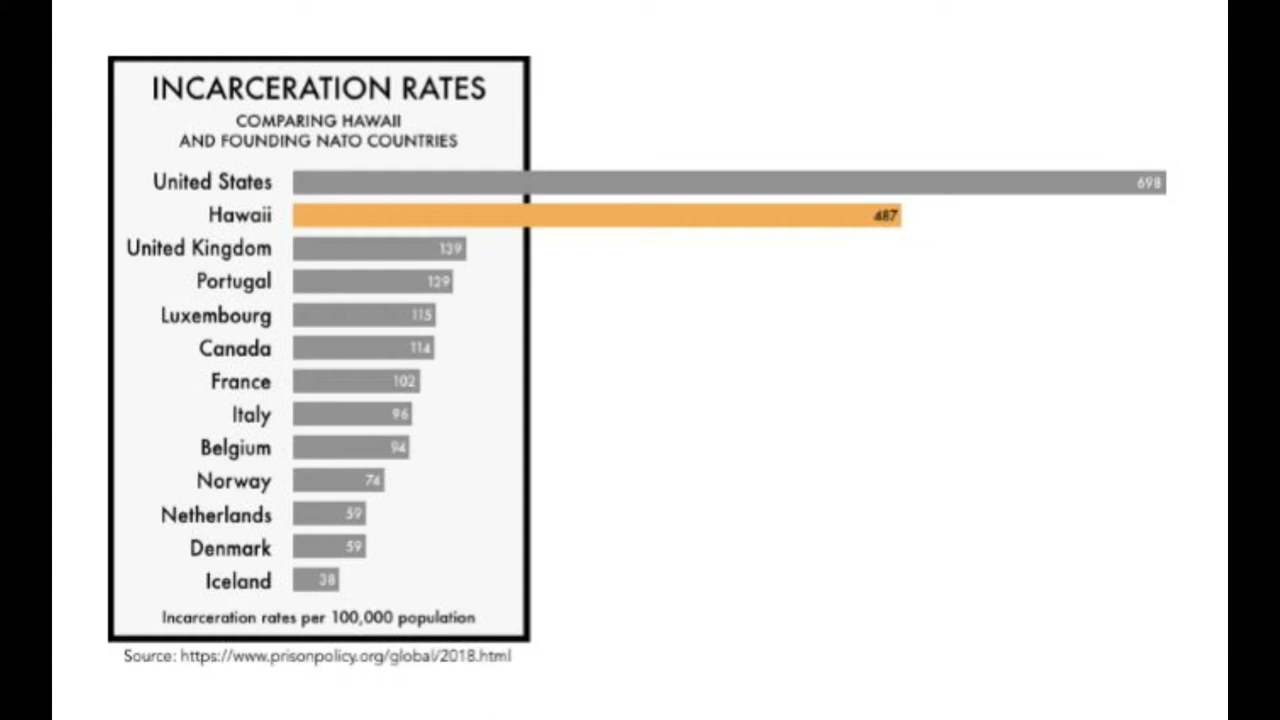 INCARCERATION RATES
COMPARING HAWAII
AND FOUNDING NATO COUNTRIES
United States 698
Hawaii 487
United Kingdom 139
Portugal 129
Luxembourg 115
Canada 114
France 102
Italy 96
Belgium 94
Norway 74
Netherlands 59
Denmark 59
Iceland 38
Incarceration rates per 100,000 population
Source: https://www.prisonpolicy.org/global/2018.html